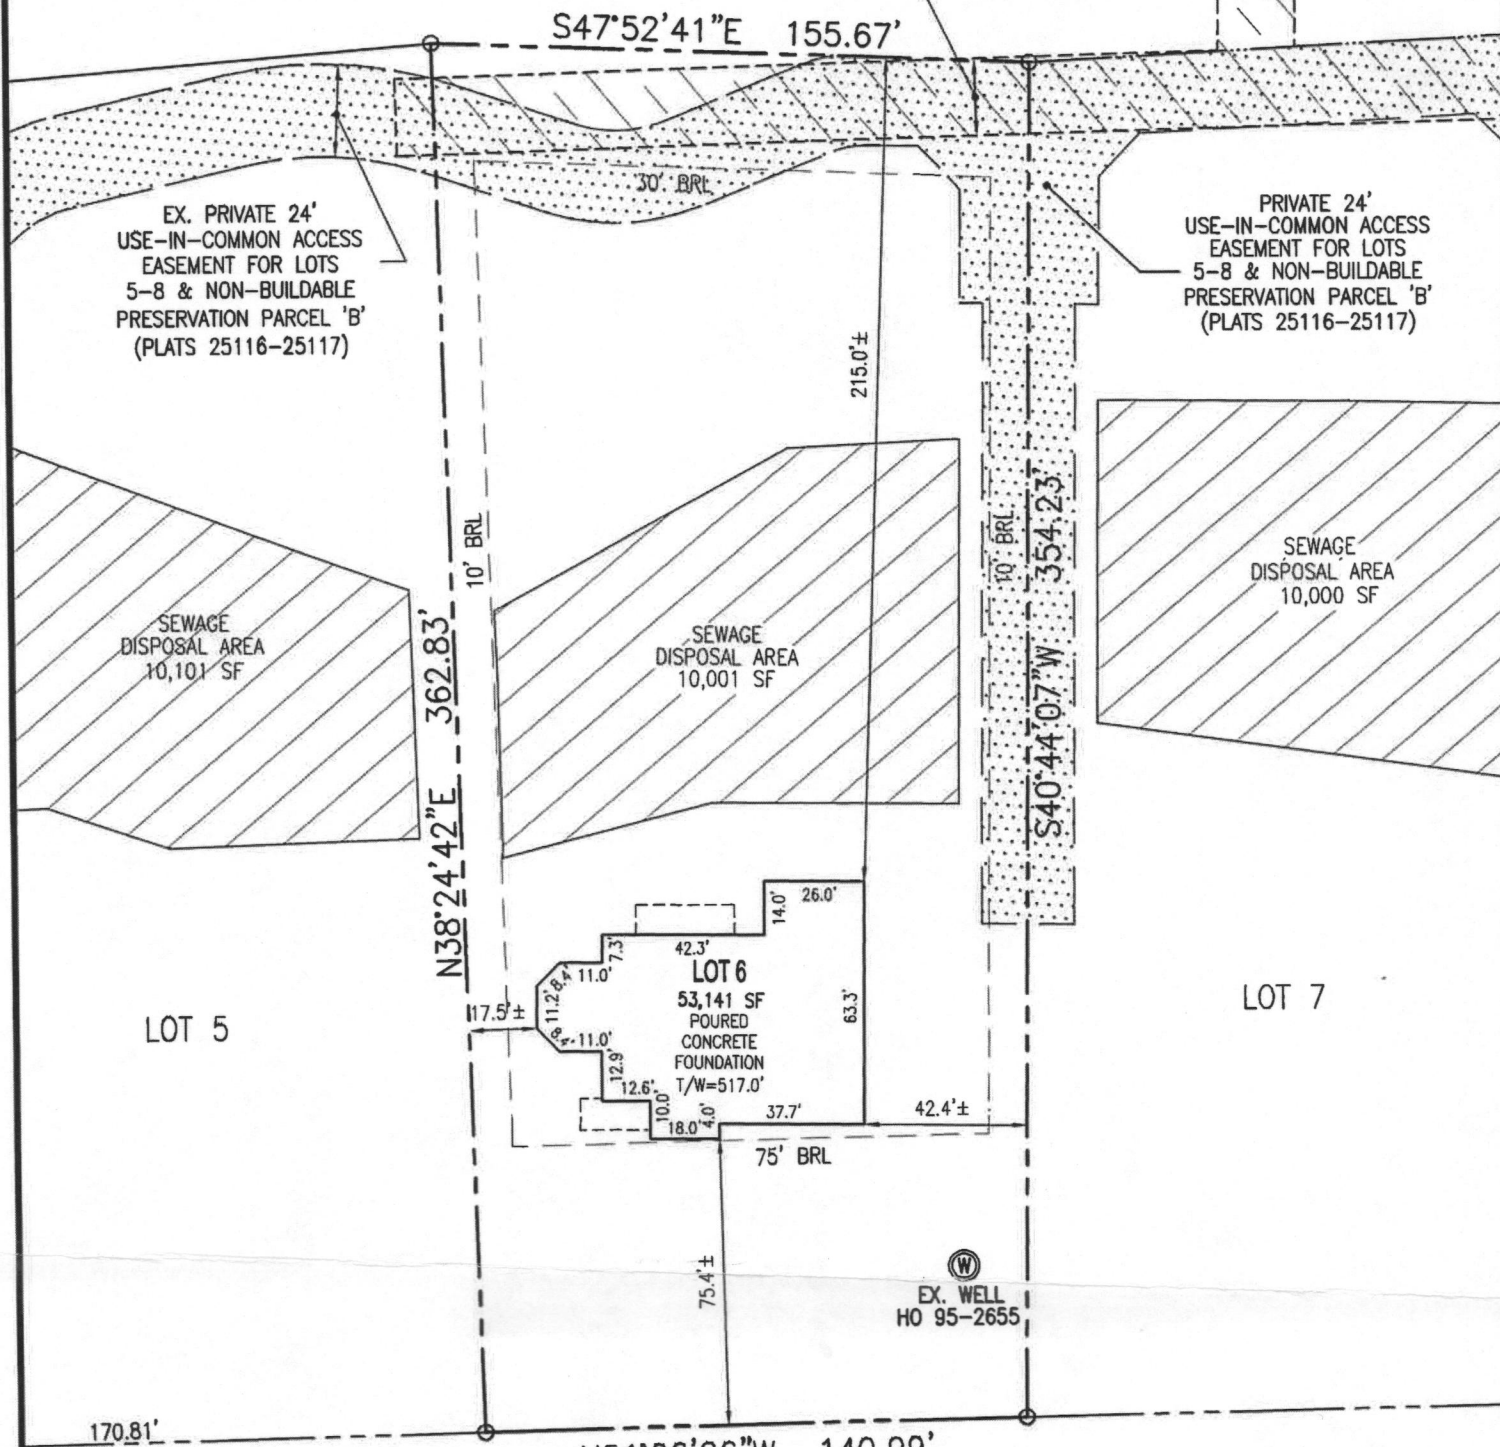 S47°52'41"E 155.67'
30' BRL
EX. PRIVATE 24'
USE-IN-COMMON ACCESS
EASEMENT FOR LOTS
5-8 & NON-BUILDABLE
PRESERVATION PARCEL 'B'
(PLATS 25116-25117)
PRIVATE 24'
USE-IN-COMMON ACCESS
EASEMENT FOR LOTS
5-8 & NON-BUILDABLE
PRESERVATION PARCEL 'B'
(PLATS 25116-25117)
215.0'±
10' BRL
10' BRL
N38°24'42"E 362.83'
S40°44'07"W 354.23'
SEWAGE
DISPOSAL AREA
10,101 SF
SEWAGE
DISPOSAL AREA
10,001 SF
SEWAGE
DISPOSAL AREA
10,000 SF
26.0'
14.0'
42.3'
7.3'
11.0'
8.4'
11.2'
8.4'
11.0'
12.9'
12.6'
10.0'
18.0'
4.0'
37.7'
63.3'
LOT 6
53,141 SF
POURED
CONCRETE
FOUNDATION
T/W=517.0'
17.5'±
42.4'±
LOT 5
LOT 7
75' BRL
75.4'±
W
EX. WELL
HO 95-2655
170.81'
140.99'